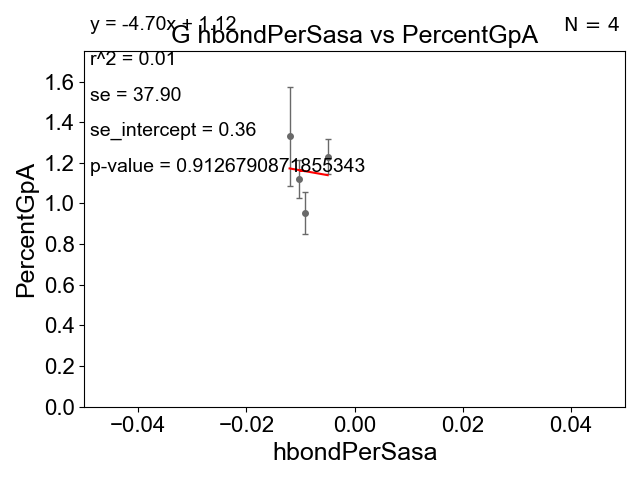 y = -4.70x + 1.12
N = 4
G hbondPerSasa vs PercentGpA
r^2 = 0.01
se = 37.90
se_intercept = 0.36
p-value = 0.9126790871855343
PercentGpA
1.6
1.4
1.2
1.0
0.8
0.6
0.4
0.2
0.0
−0.04 −0.02 0.00 0.02 0.04
hbondPerSasa